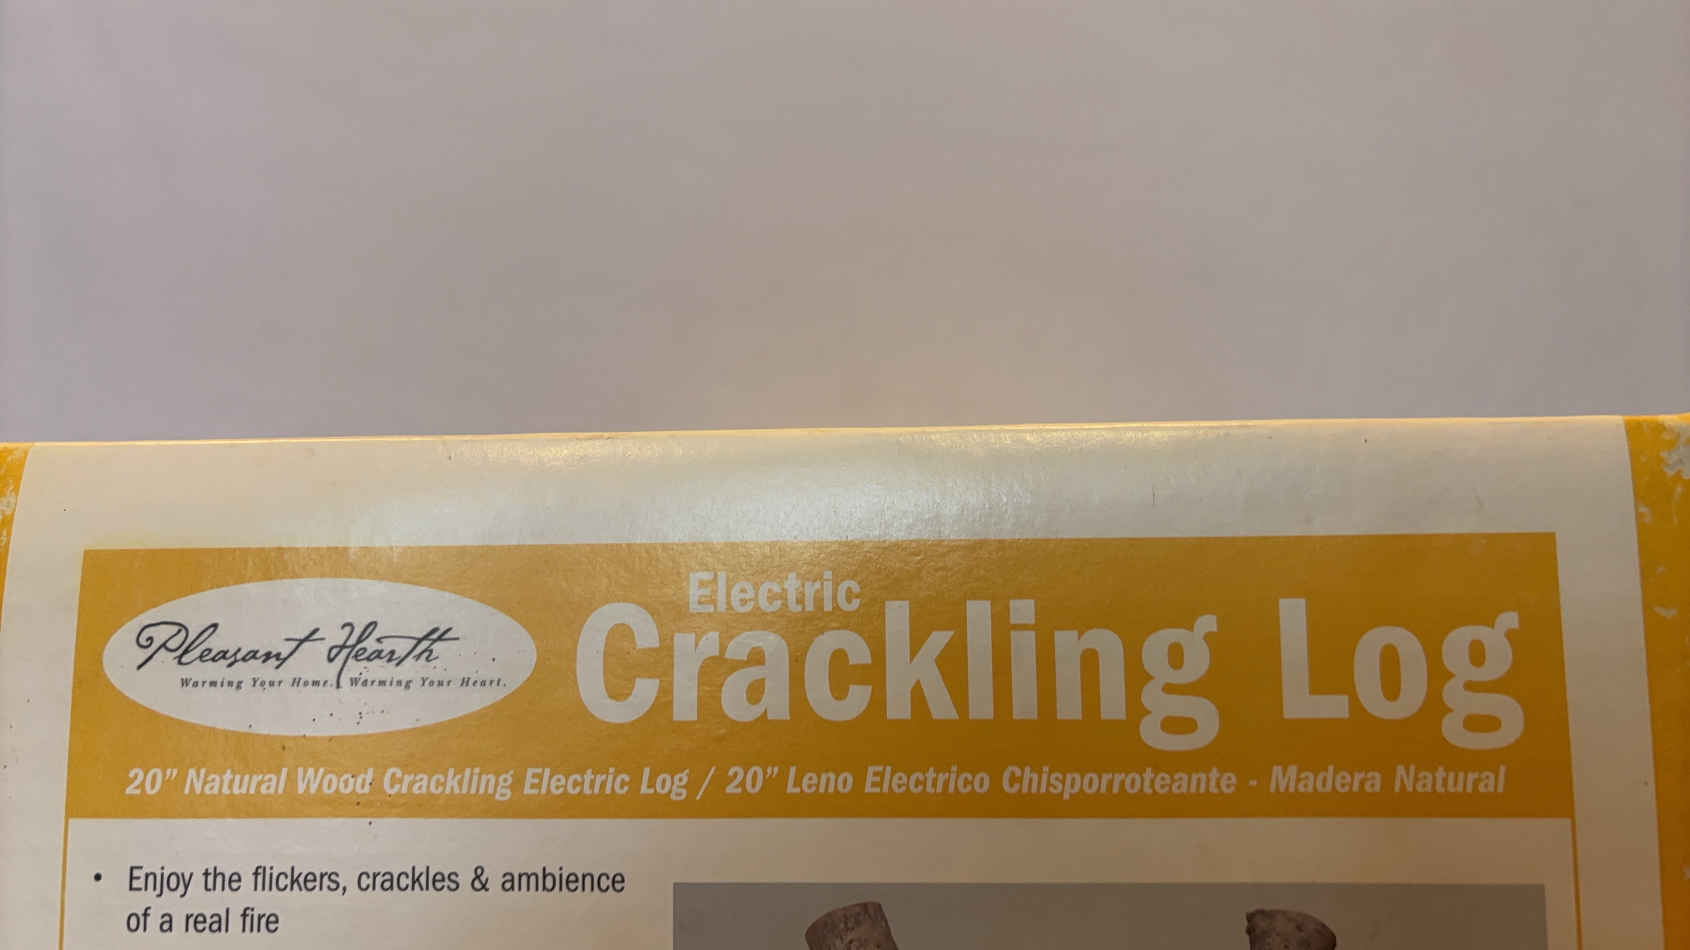 Pleasant Hearth
Warming Your Home. Warming Your Heart.
Electric
Crackling Log
20" Natural Wood Crackling Electric Log / 20" Leno Electrico Chisporroteante - Madera Natural
• Enjoy the flickers, crackles & ambience
of a real fire